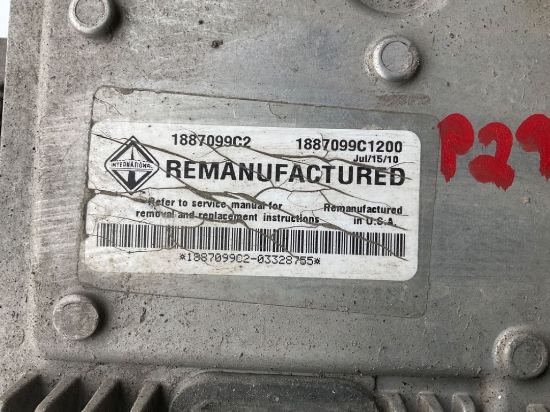 1887099C2 1887099C1200
Jul/15/10
INTERNATIONAL
REMANUFACTURED
Refer to service manual for
removal and replacement instructions
Remanufactured
in U.S.A.
*1887099C2-03328755*